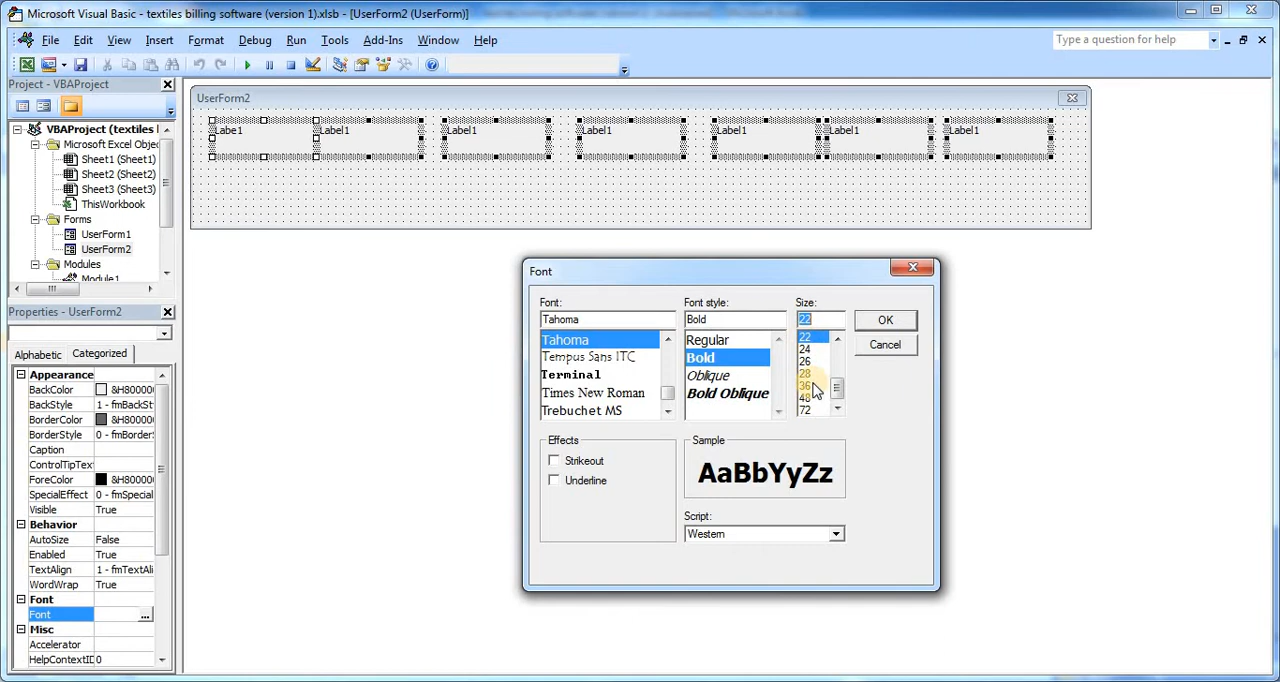 Microsoft Visual Basic - textiles billing software (version 1).xlsb - [UserForm2 (UserForm)]
File Edit View Insert Format Debug Run Tools Add-Ins Window Help
Type a question for help
Project - VBAProject
VBAProject (textiles
Microsoft Excel Objec
Sheet1 (Sheet1)
Sheet2 (Sheet2)
Sheet3 (Sheet3)
ThisWorkbook
Forms
UserForm1
UserForm2
Modules
Module1
UserForm2
Label1 Label1 Label1 Label1 Label1 Label1 Label1
Properties - UserForm2
Alphabetic Categorized
Appearance
BackColor &H800000
BackStyle 1 - fmBackSt
BorderColor &H800000
BorderStyle 0 - fmBorder
Caption
ControlTipText
ForeColor &H800000
SpecialEffect 0 - fmSpecial
Visible True
Behavior
AutoSize False
Enabled True
TextAlign 1 - fmTextAli
WordWrap True
Font
Font ...
Misc
Accelerator
HelpContextID 0
Font
Font: Font style: Size:
Tahoma Bold 22
OK
Cancel
Tahoma
Tempus Sans ITC
Terminal
Times New Roman
Trebuchet MS
Regular
Bold
Oblique
Bold Oblique
22
24
26
28
36
48
72
Effects
Strikeout
Underline
Sample
AaBbYyZz
Script:
Western